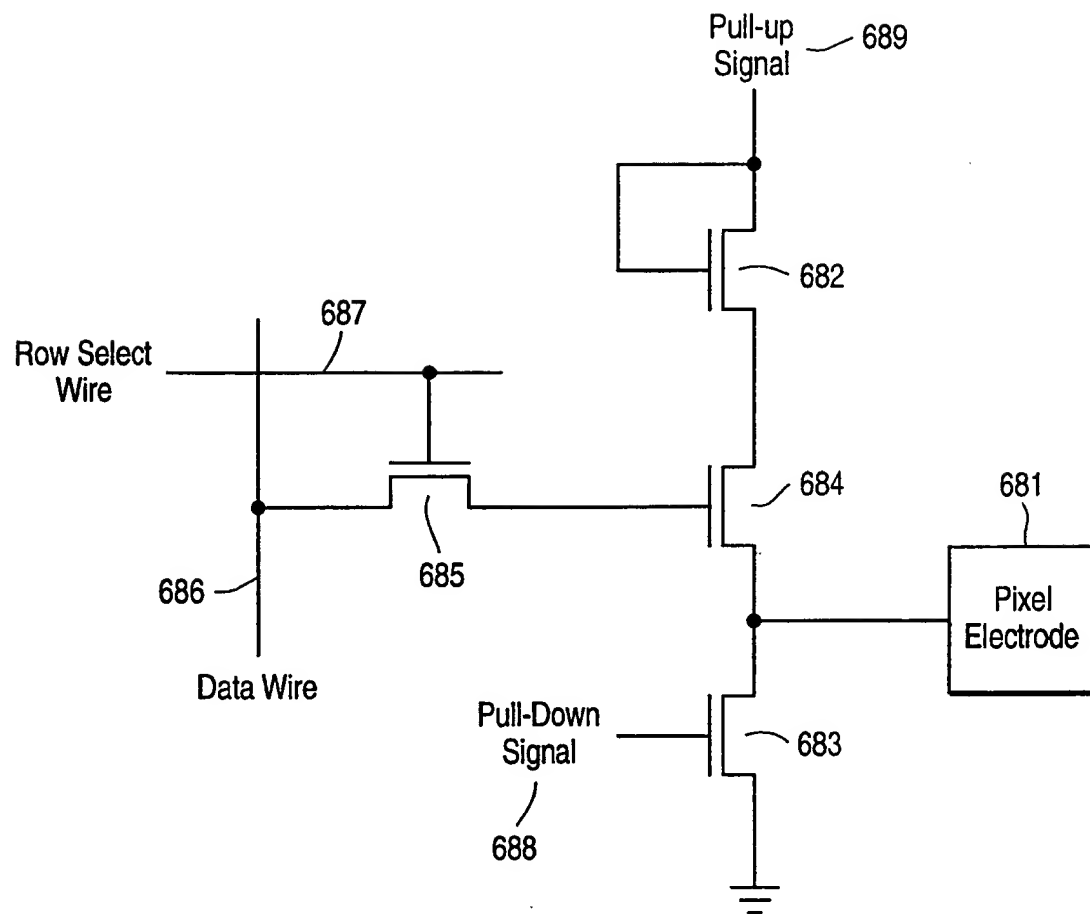 Pull-up
Signal
689
682
687
Row Select
Wire
684
681
685
686
Pixel
Electrode
Data Wire
Pull-Down
Signal
683
688